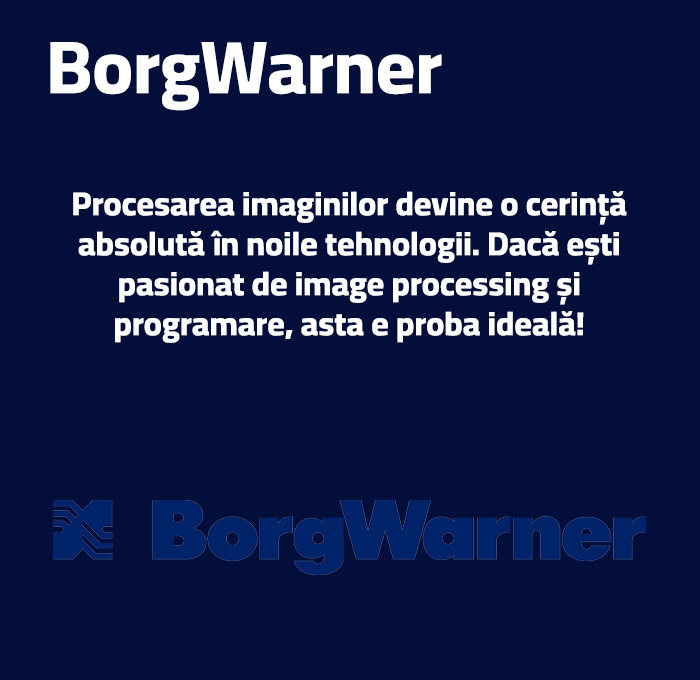 BorgWarner
Procesarea imaginilor devine o cerință
absolută în noile tehnologii. Dacă ești
pasionat de image processing și
programare, asta e proba ideală!
BorgWarner